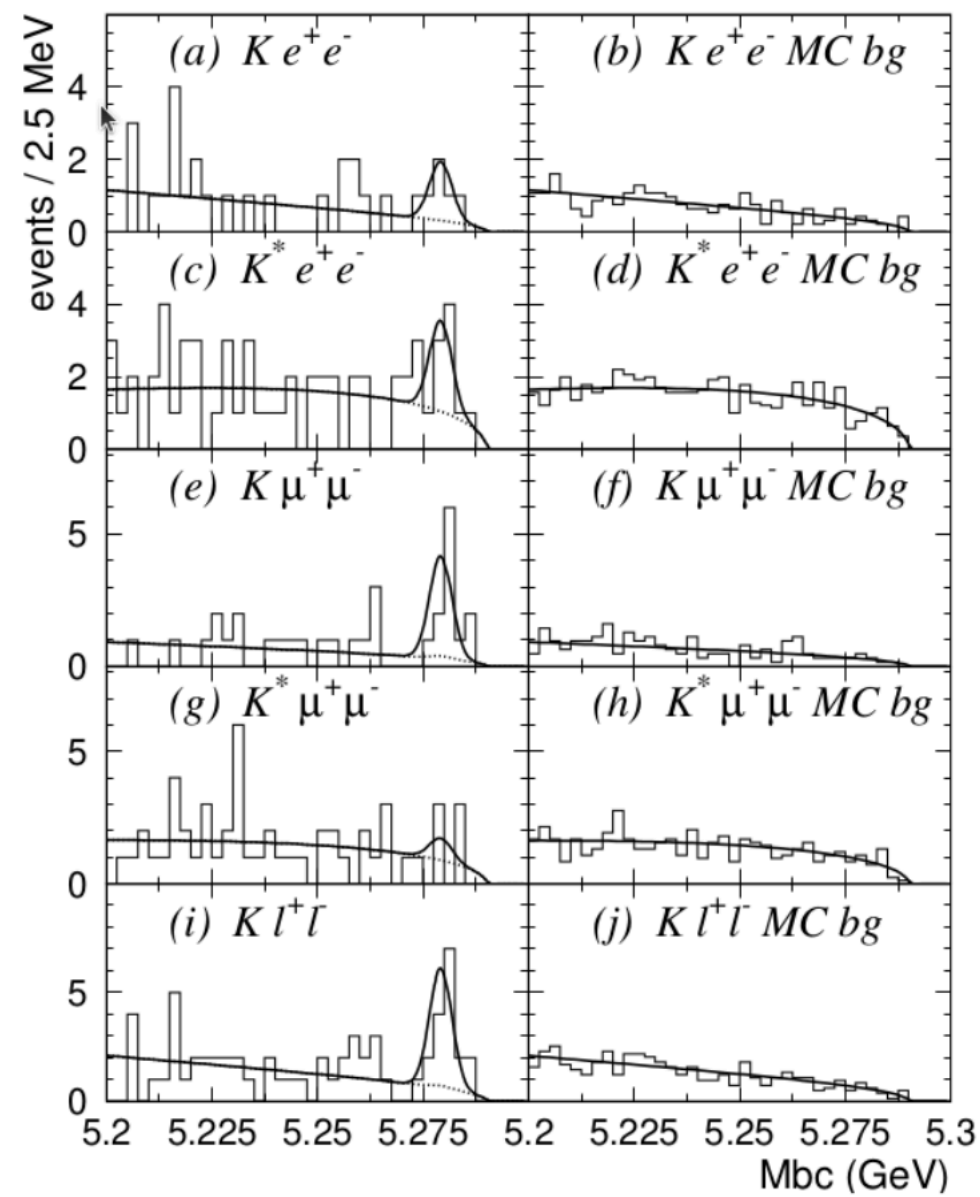 events / 2.5 MeV
(a) K e⁺e⁻
(b) K e⁺e⁻ MC bg
4
2
0
(c) K* e⁺e⁻
(d) K* e⁺e⁻ MC bg
4
2
0
(e) K μ⁺μ⁻
(f) K μ⁺μ⁻ MC bg
5
0
(g) K* μ⁺μ⁻
(h) K* μ⁺μ⁻ MC bg
5
0
(i) K l⁺l⁻
(j) K l⁺l⁻ MC bg
5
0
5.2 5.225 5.25 5.275 5.2 5.225 5.25 5.275 5.3
Mbc (GeV)